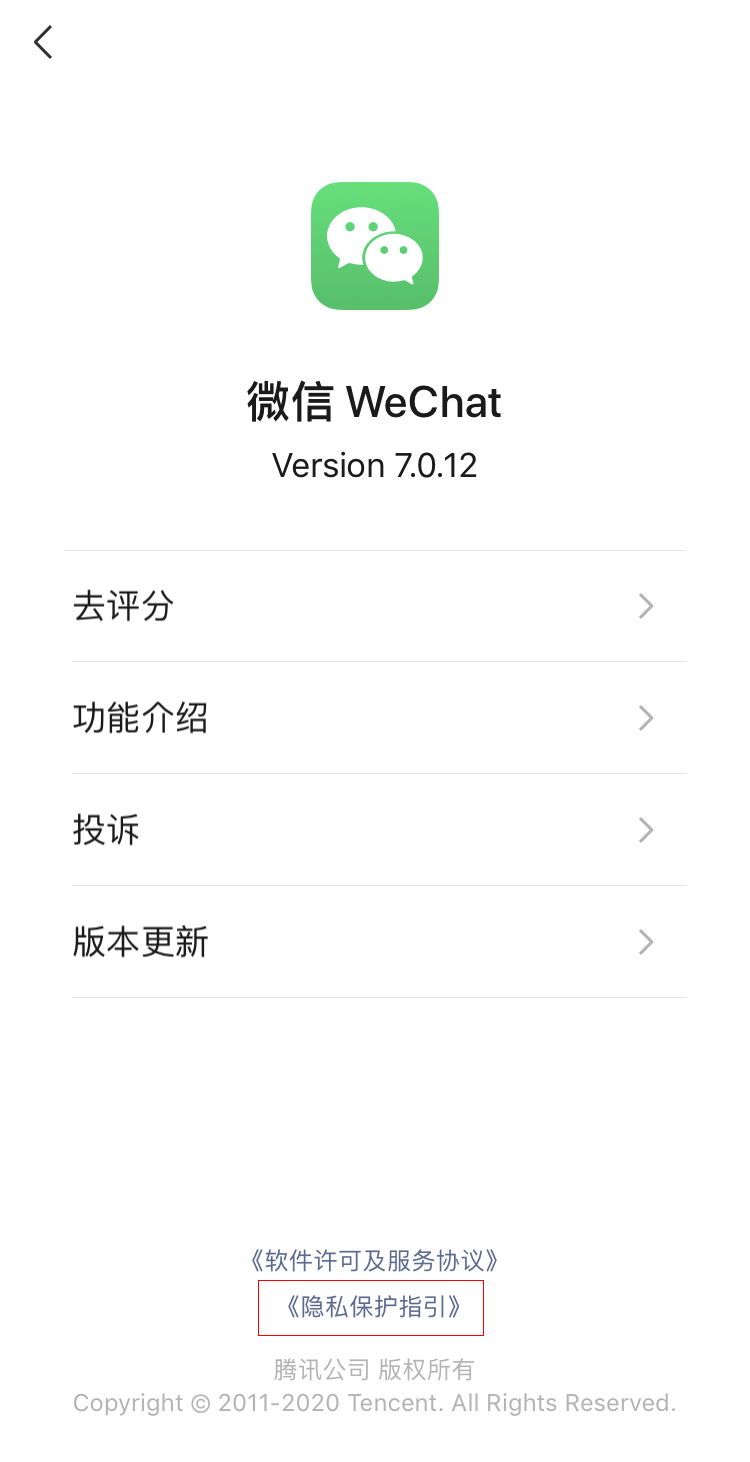 微信 WeChat
Version 7.0.12
去评分
功能介绍
投诉
版本更新
《软件许可及服务协议》
《隐私保护指引》
腾讯公司 版权所有
Copyright © 2011-2020 Tencent. All Rights Reserved.